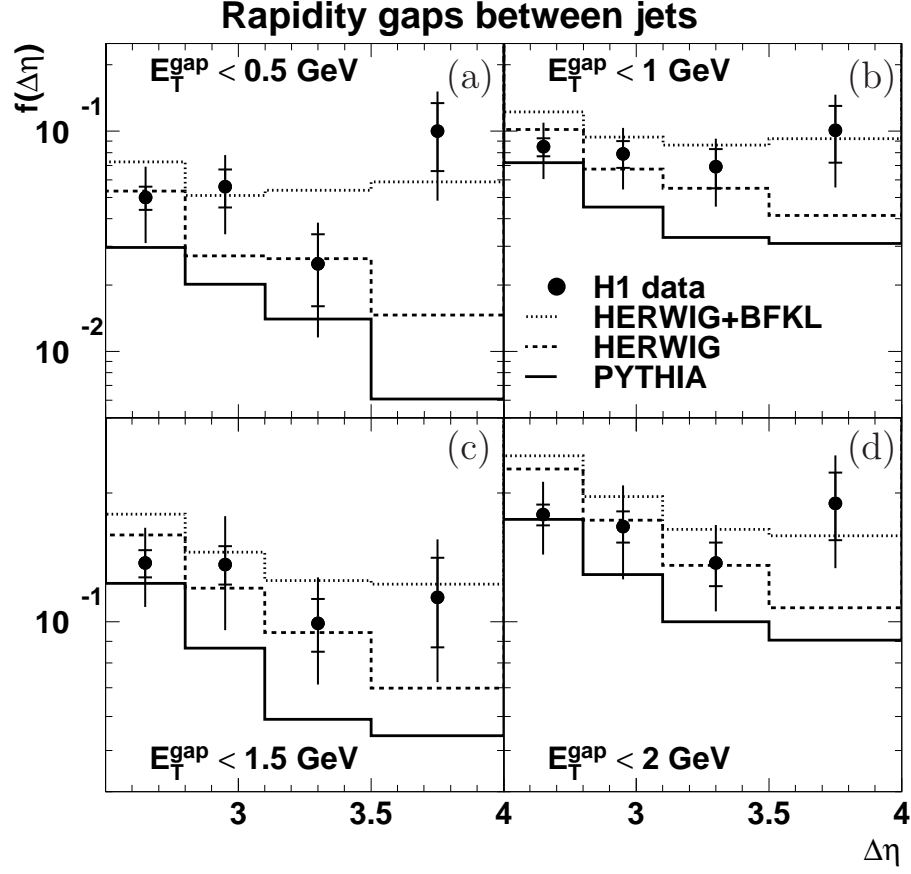 Rapidity gaps between jets
f(Δη)
E_T^gap < 0.5 GeV
(a)
E_T^gap < 1 GeV
(b)
10^-1
10^-2
H1 data
HERWIG+BFKL
HERWIG
PYTHIA
(c)
(d)
10^-1
E_T^gap < 1.5 GeV
E_T^gap < 2 GeV
3 3.5 4 3 3.5 4
Δη